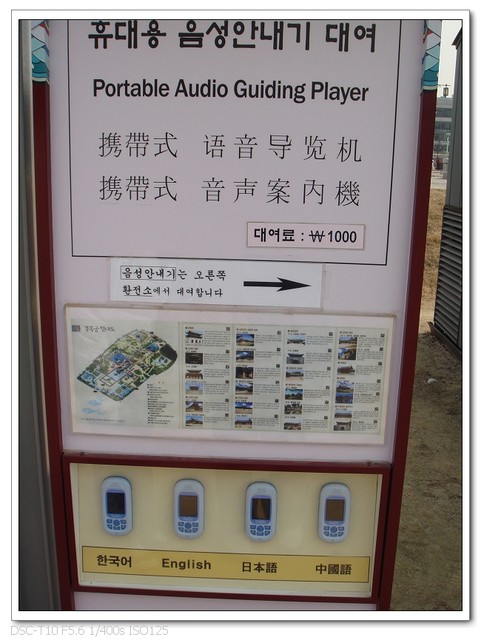 휴대용 음성안내기 대여
Portable Audio Guiding Player
携帶式 语音导览机
携帶式 音声案內機
대여료 : ₩1000
음성안내기는 오른쪽
환전소에서 대여합니다
한국어
English
日本語
中國語
DSC-T10 F5.6 1/400s ISO125